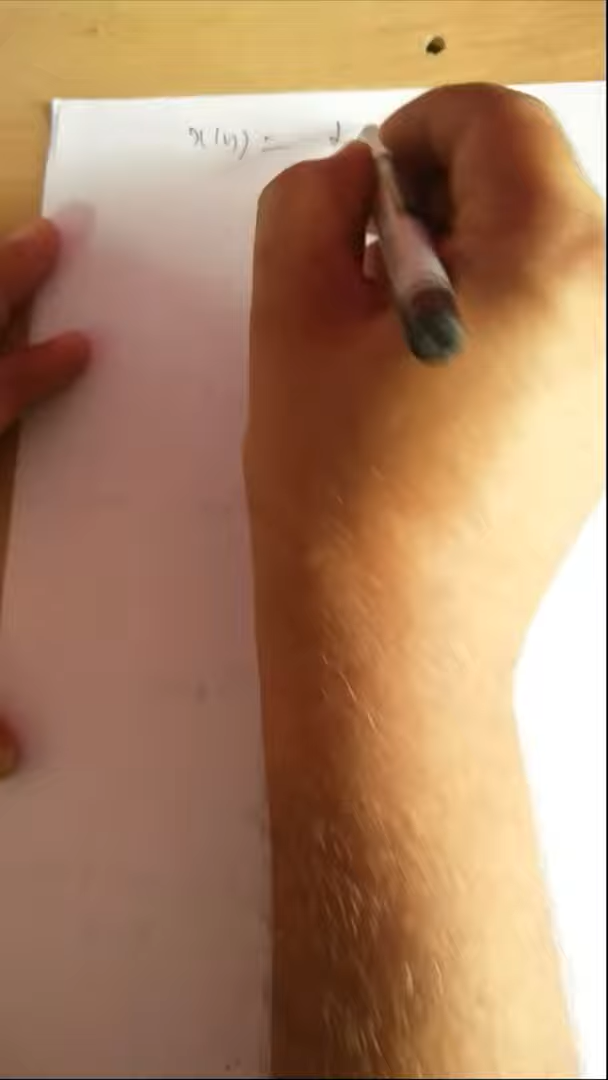 x(n) =